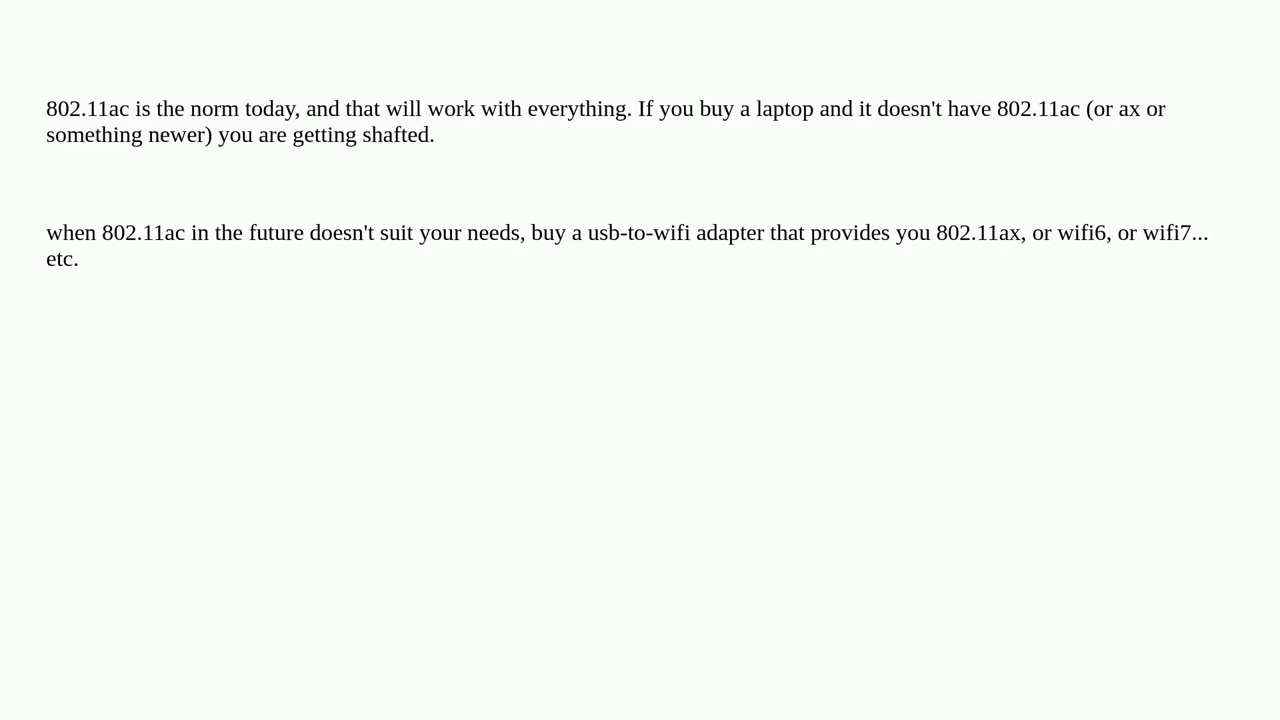 802.11ac is the norm today, and that will work with everything. If you buy a laptop and it doesn't have 802.11ac (or ax or
something newer) you are getting shafted.
when 802.11ac in the future doesn't suit your needs, buy a usb-to-wifi adapter that provides you 802.11ax, or wifi6, or wifi7...
etc.